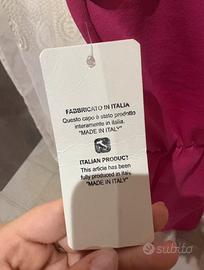 FABBRICATO IN ITALIA
Questo capo è stato prodotto
interamente in italia.
"MADE IN ITALY"
ITALIAN PRODUCT
This article has been
fully produced in italy
"MADE IN ITALY"
subito